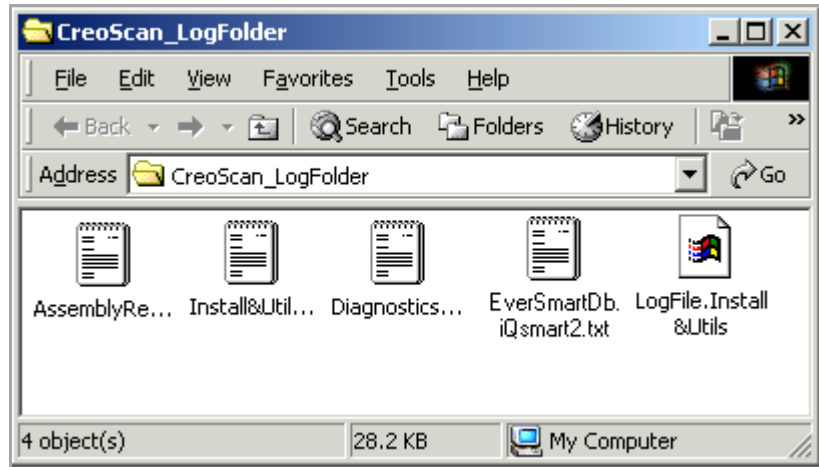 CreoScan_LogFolder
File Edit View Favorites Tools Help
Back Search Folders History »
Address CreoScan_LogFolder Go
AssemblyRe... Install&Util... Diagnostics... EverSmartDb. LogFile.Install
iQsmart2.txt &Utils
4 object(s) 28.2 KB My Computer